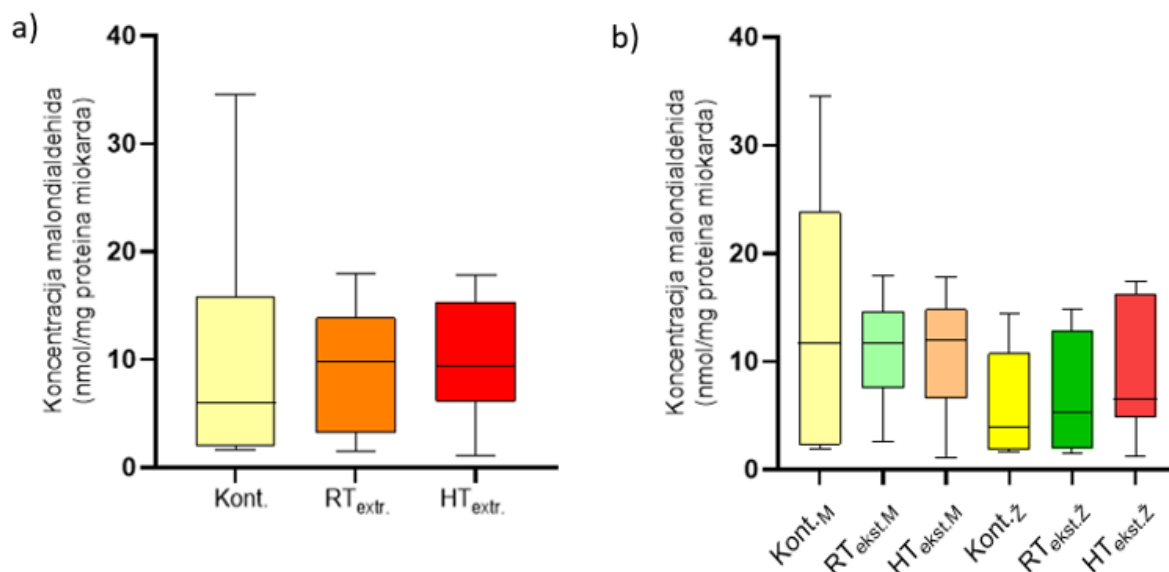 a)
Koncentracija malondialdehida
(nmol/mg proteina miokarda)
40
30
20
10
0
Kont.
RTextr.
HTextr.
b)
Koncentracija malondialdehida
(nmol/mg proteina miokarda)
40
30
20
10
0
Kont.M
RTekst.M
HTekst.M
Kont.Ž
RTekst.Ž
HTekst.Ž